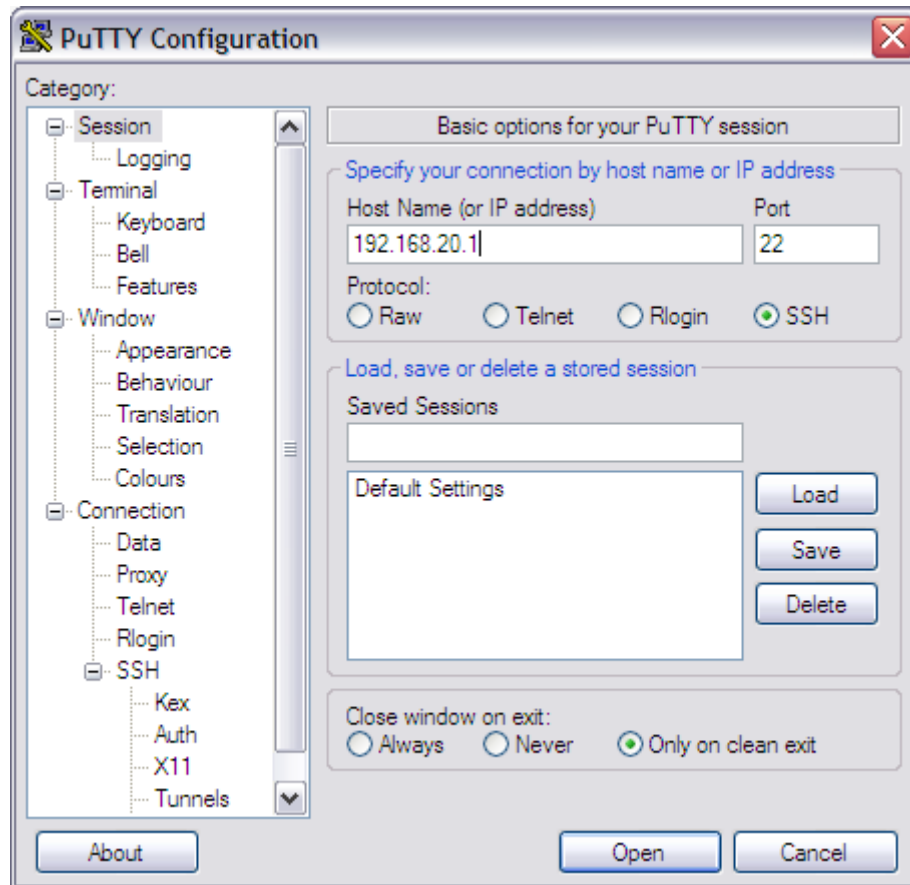 PuTTY Configuration
Category:
Session
Logging
Terminal
Keyboard
Bell
Features
Window
Appearance
Behaviour
Translation
Selection
Colours
Connection
Data
Proxy
Telnet
Rlogin
SSH
Kex
Auth
X11
Tunnels
Basic options for your PuTTY session
Specify your connection by host name or IP address
Host Name (or IP address) Port
192.168.20.1 22
Protocol:
Raw Telnet Rlogin SSH
Load, save or delete a stored session
Saved Sessions
Default Settings
Load
Save
Delete
Close window on exit:
Always Never Only on clean exit
About Open Cancel